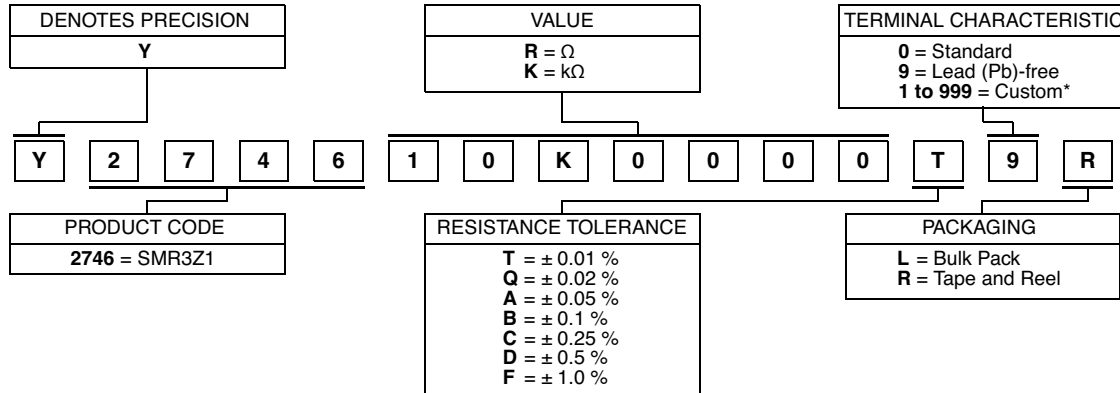 DENOTES PRECISION
Y
VALUE
R = Ω
K = kΩ
TERMINAL CHARACTERISTIC
0 = Standard
9 = Lead (Pb)-free
1 to 999 = Custom*
Y 2 7 4 6 1 0 K 0 0 0 0 T 9 R
PRODUCT CODE
2746 = SMR3Z1
RESISTANCE TOLERANCE
T = ± 0.01 %
Q = ± 0.02 %
A = ± 0.05 %
B = ± 0.1 %
C = ± 0.25 %
D = ± 0.5 %
F = ± 1.0 %
PACKAGING
L = Bulk Pack
R = Tape and Reel